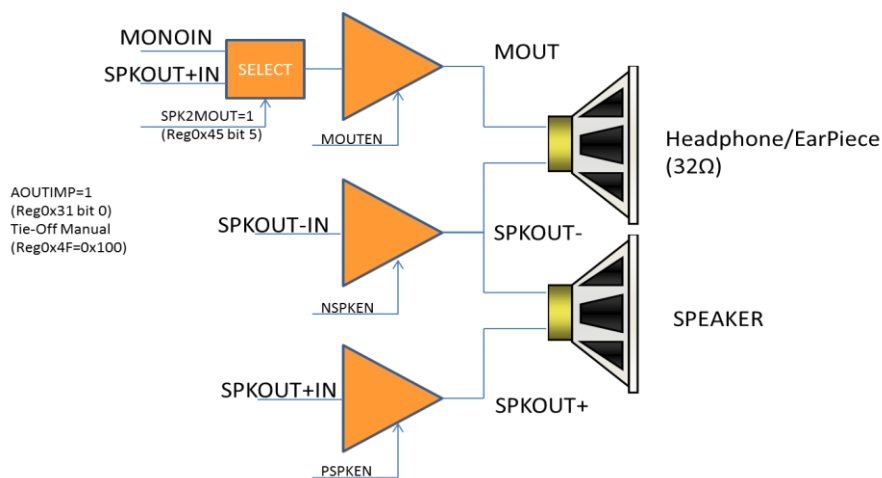 MONOIN
SPKOUT+IN
SELECT
MOUT
SPK2MOUT=1
(Reg0x45 bit 5)
MOUTEN
Headphone/EarPiece
(32Ω)
AOUTIMP=1
(Reg0x31 bit 0)
Tie-Off Manual
(Reg0x4F=0x100)
SPKOUT-IN
SPKOUT-
NSPKEN
SPEAKER
SPKOUT+IN
SPKOUT+
PSPKEN